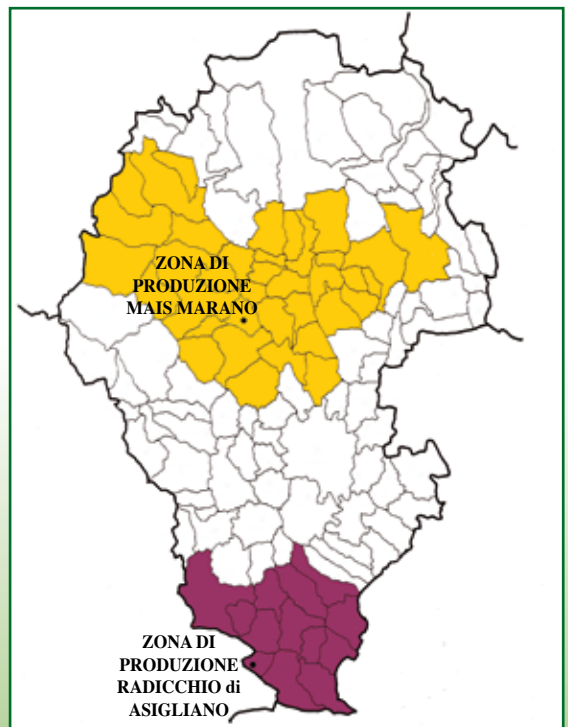 ZONA DI
PRODUZIONE
MAIS MARANO
ZONA DI
PRODUZIONE
RADICCHIO di
ASIGLIANO